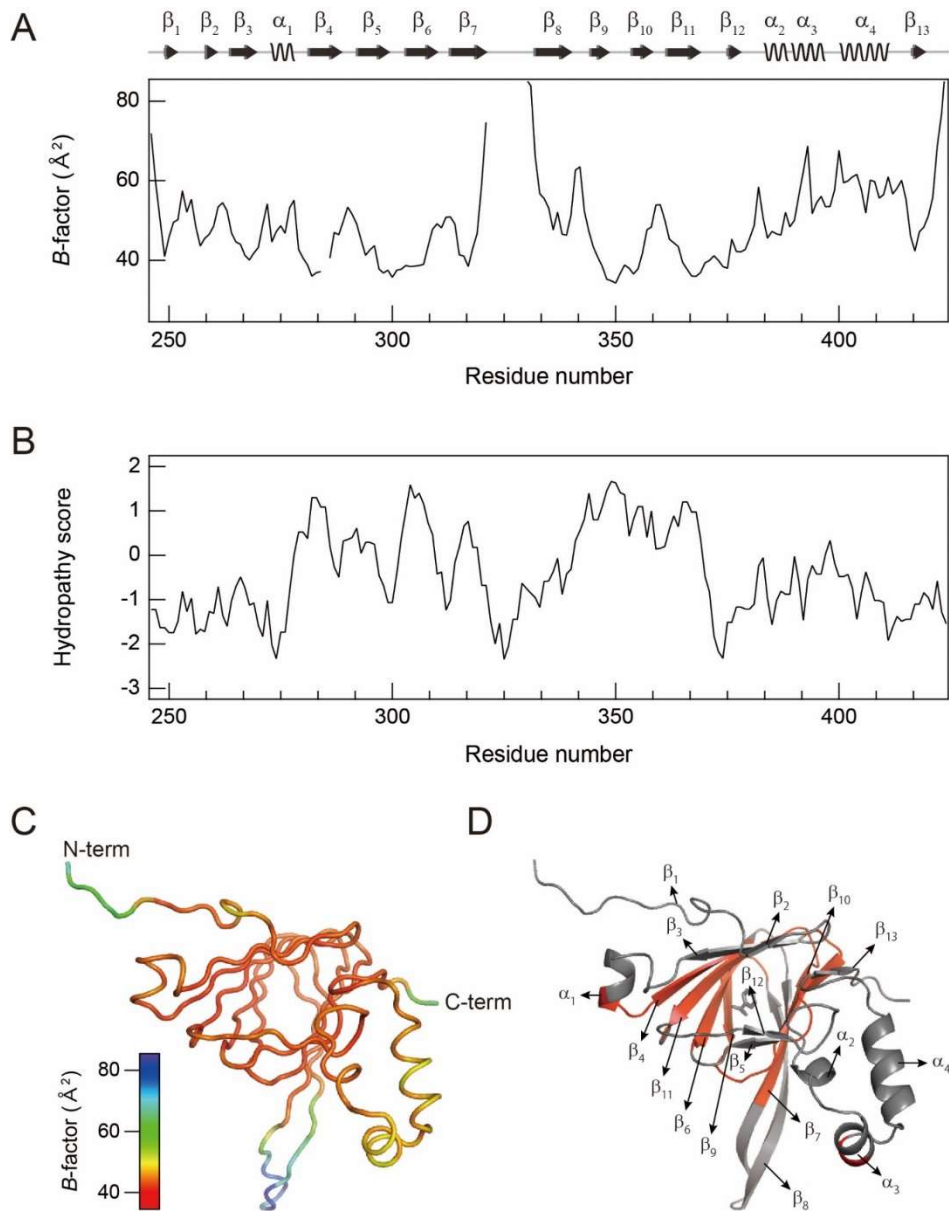 A
β₁ β₂ β₃ α₁ β₄ β₅ β₆ β₇ β₈ β₉ β₁₀ β₁₁ β₁₂ α₂ α₃ α₄ β₁₃
B-factor (Å²)
80
60
40
250 300 350 400
Residue number
B
Hydropathy score
2
1
0
-1
-2
-3
250 300 350 400
Residue number
C
N-term
C-term
B-factor (Å²)
80
60
40
D
β₁
β₂
β₁₀
β₃
β₁₃
β₁₂
α₁
α₂
α₄
β₄
β₅
β₁₁
β₆
β₇
β₉
α₃
β₈